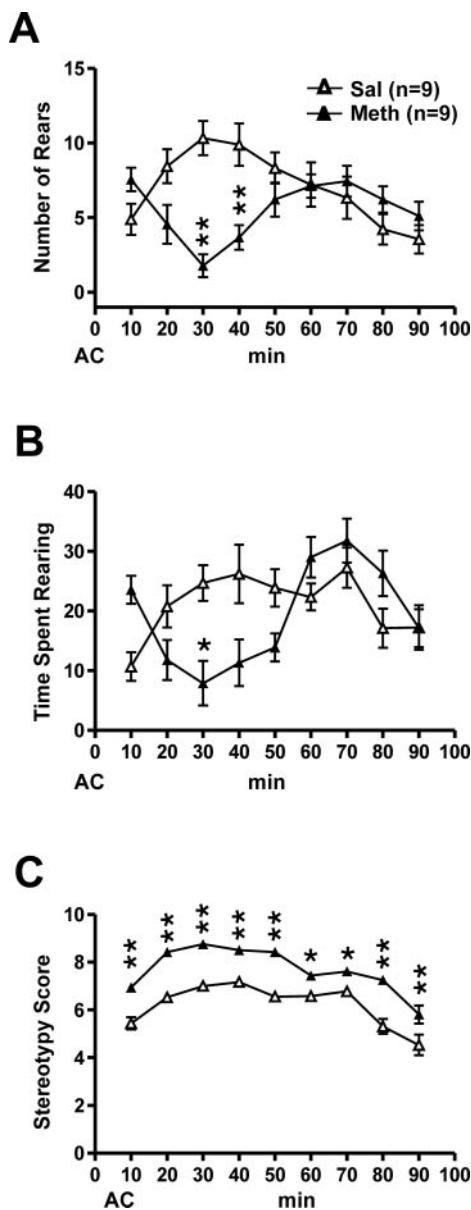 A
15
10
5
0
Number of Rears
Sal (n=9)
Meth (n=9)
** **
0 10 20 30 40 50 60 70 80 90 100
AC min
B
40
30
20
10
0
Time Spent Rearing
*
0 10 20 30 40 50 60 70 80 90 100
AC min
C
10
8
6
4
2
0
Stereotypy Score
** ** ** ** ** * * ** **
0 10 20 30 40 50 60 70 80 90 100
AC min